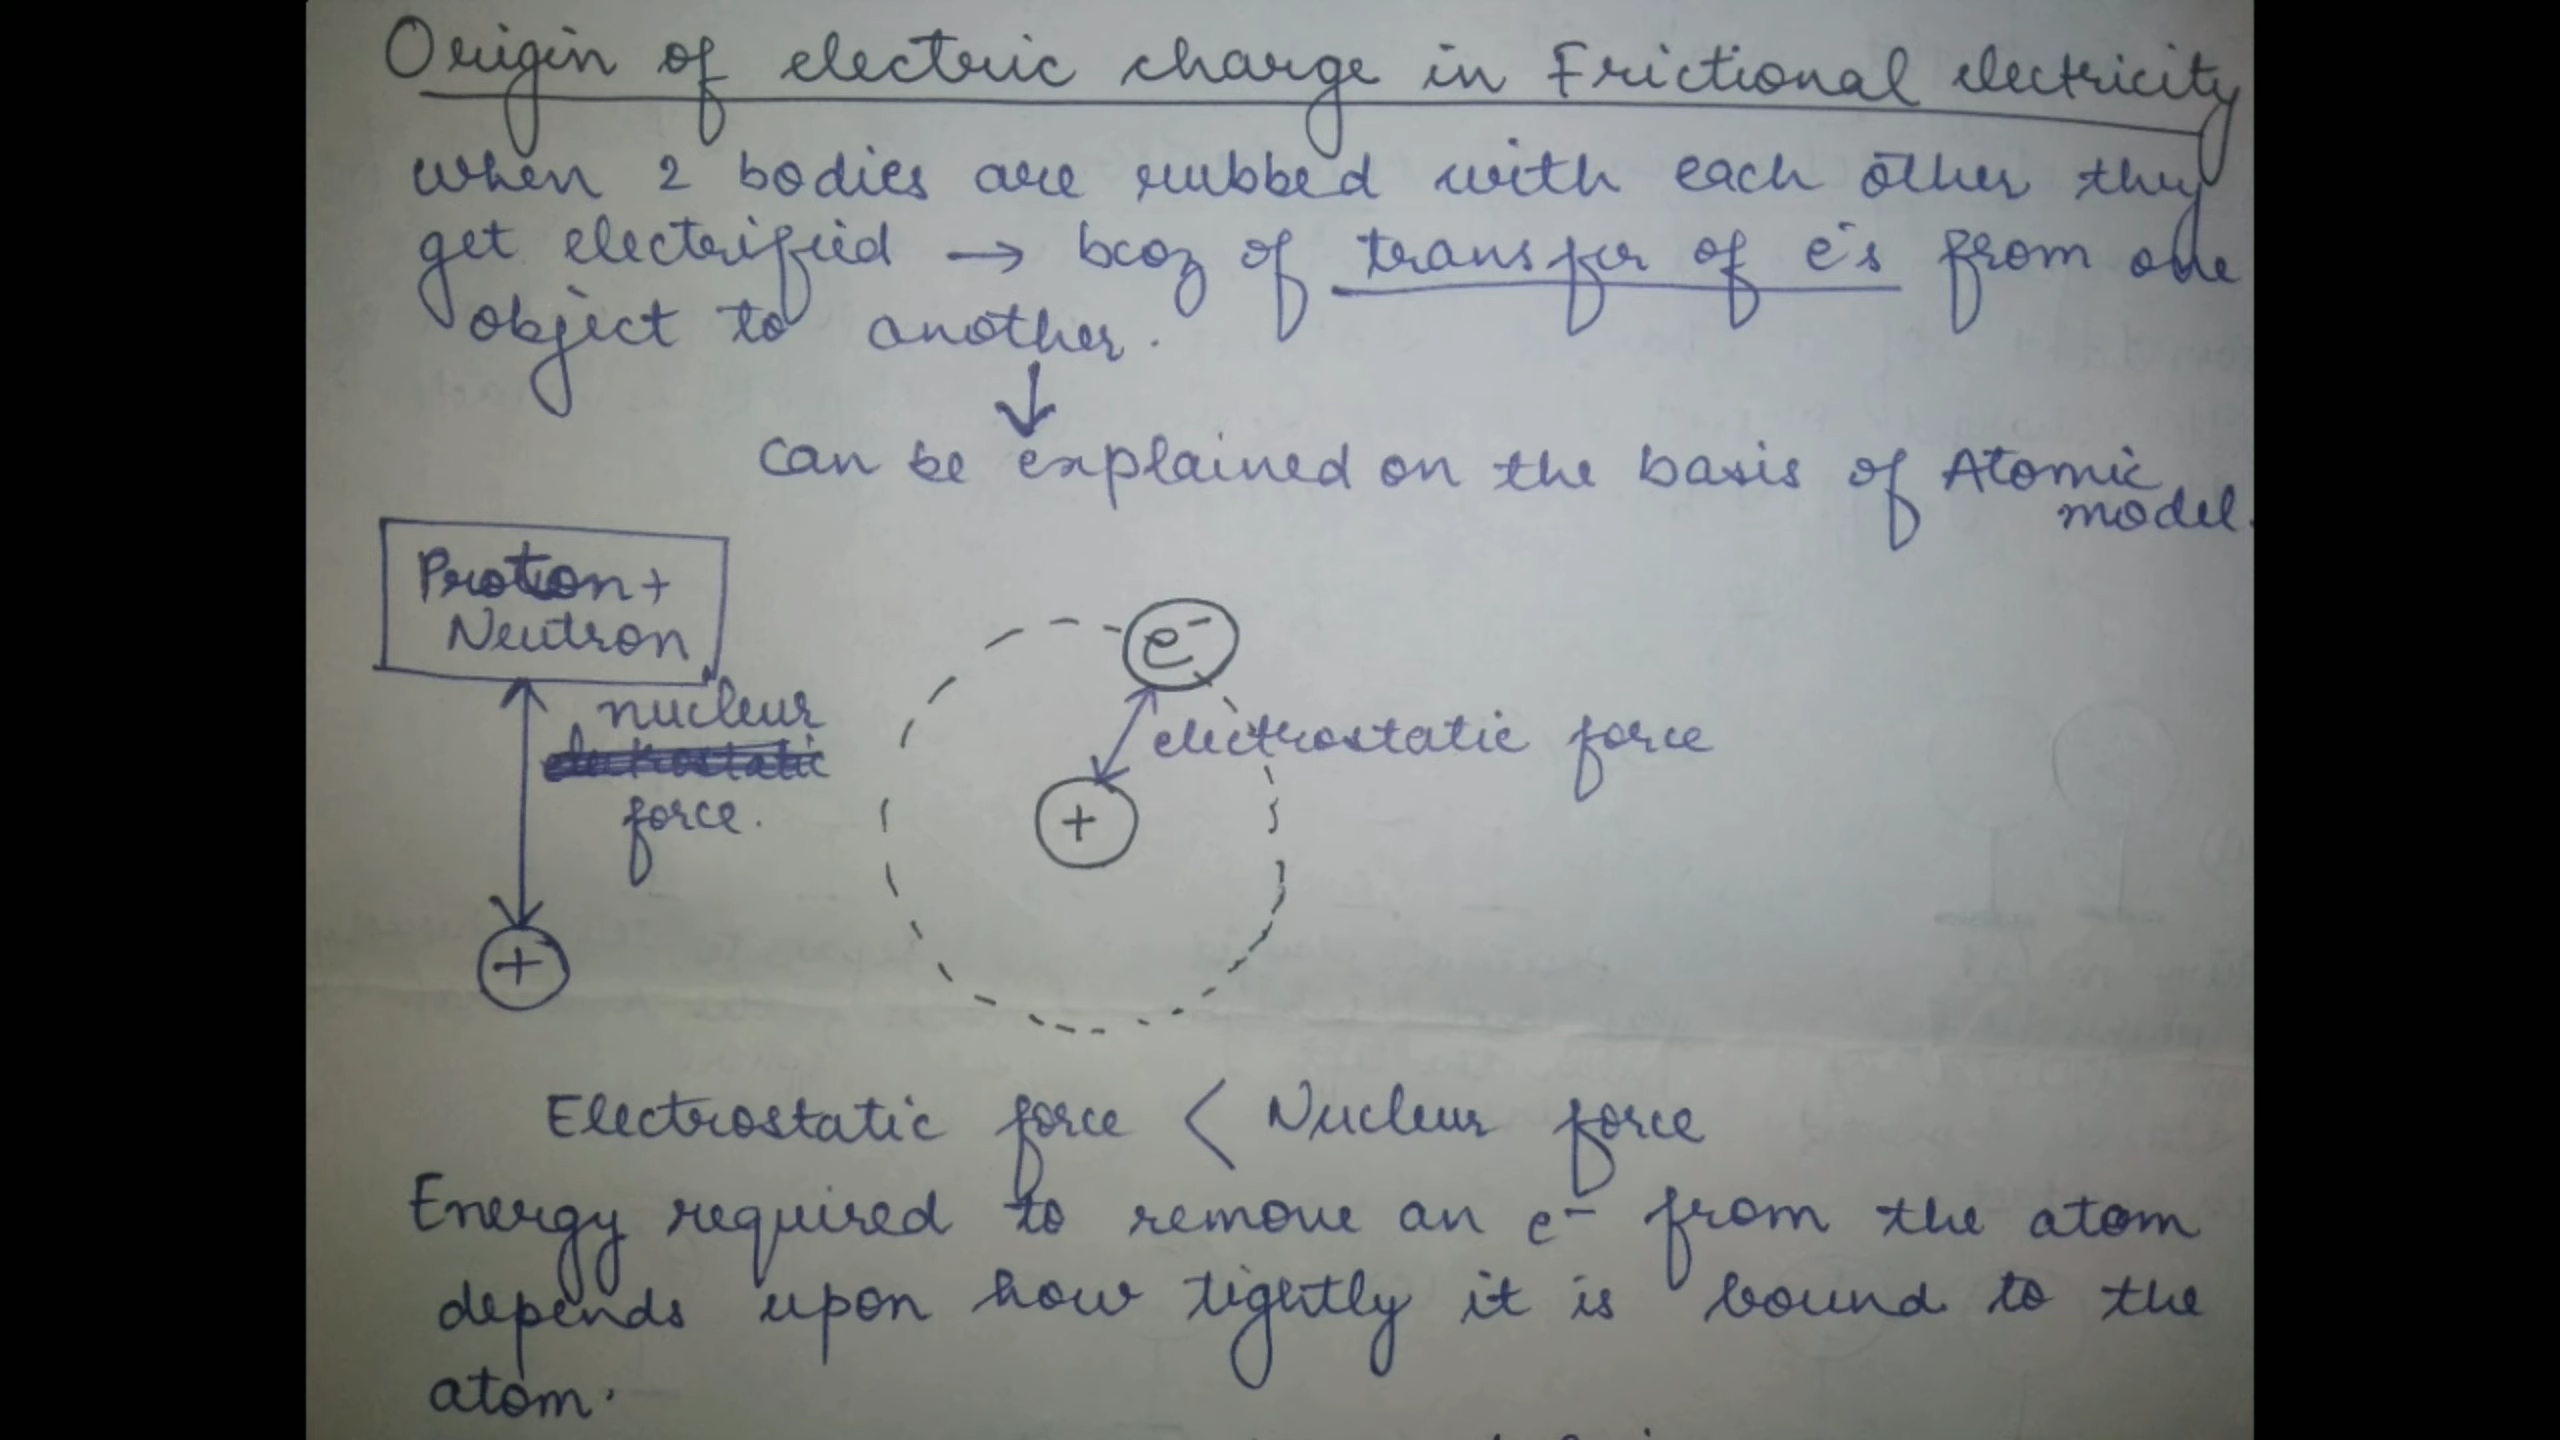 Origin of electric charge in Frictional electricity
when 2 bodies are rubbed with each other they
get electrified → bcoz of transfer of e⁻s from one
object to another.
↓
can be explained on the basis of Atomic
model.
Proton +
Neutron
e⁻
nucleur
electrostatic force
electrostatic
force.
+
+
Electrostatic force < Nucleur force
Energy required to remove an e⁻ from the atom
depends upon how tightly it is bound to the
atom.